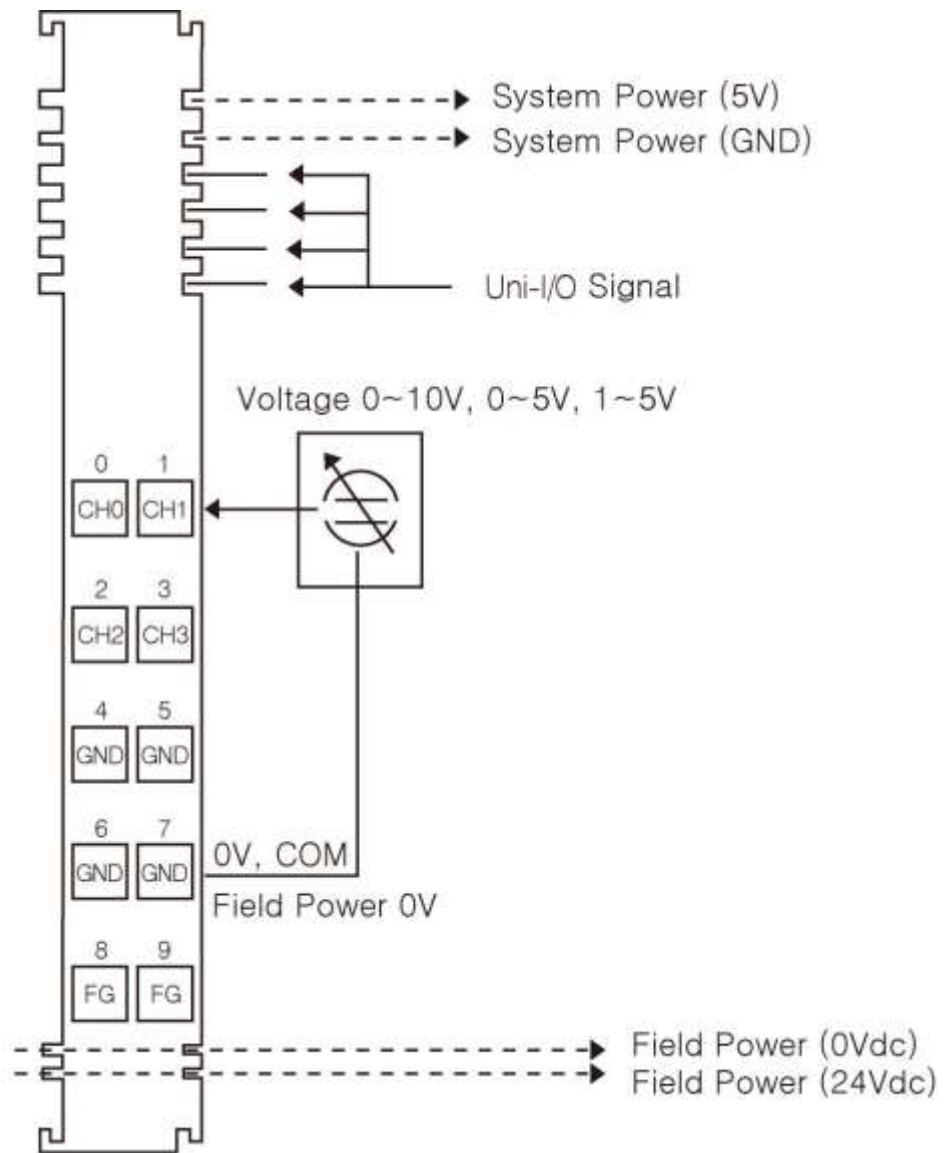 System Power (5V)
System Power (GND)
Uni-I/O Signal
Voltage 0~10V, 0~5V, 1~5V
0 1
CH0 CH1
2 3
CH2 CH3
4 5
GND GND
6 7
GND GND
0V, COM
Field Power 0V
8 9
FG FG
Field Power (0Vdc)
Field Power (24Vdc)